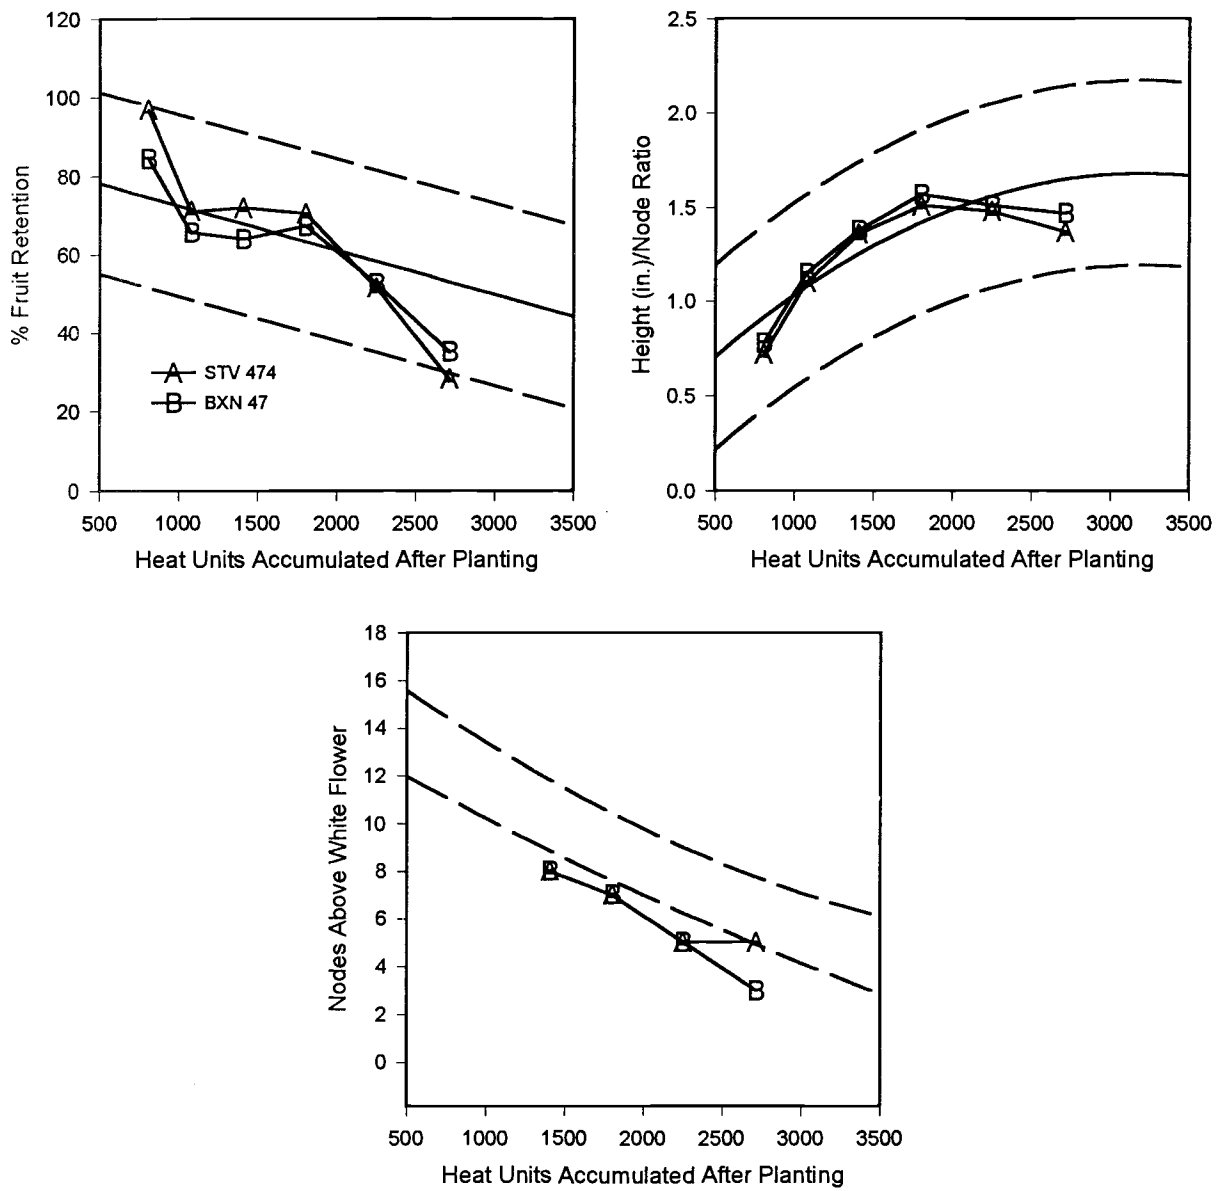 120
100
80
60
40
20
0
% Fruit Retention
A STV 474
B BXN 47
A
B
A
B
A
B
A
B
A
B
A
B
500 1000 1500 2000 2500 3000 3500
Heat Units Accumulated After Planting
2.5
2.0
1.5
1.0
0.5
0.0
Height (in.)/Node Ratio
B
A
B
A
B
A
B
A
B
A
B
A
500 1000 1500 2000 2500 3000 3500
Heat Units Accumulated After Planting
18
16
14
12
10
8
6
4
2
0
Nodes Above White Flower
B
B
B
A
B
500 1000 1500 2000 2500 3000 3500
Heat Units Accumulated After Planting